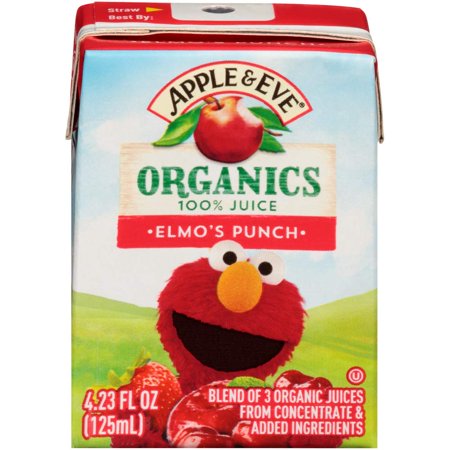 Straw
Best By:
APPLE & EVE®
ORGANICS
100% JUICE
•ELMO'S PUNCH•
4.23 FL OZ
(125mL)
U
BLEND OF 3 ORGANIC JUICES
FROM CONCENTRATE &
ADDED INGREDIENTS